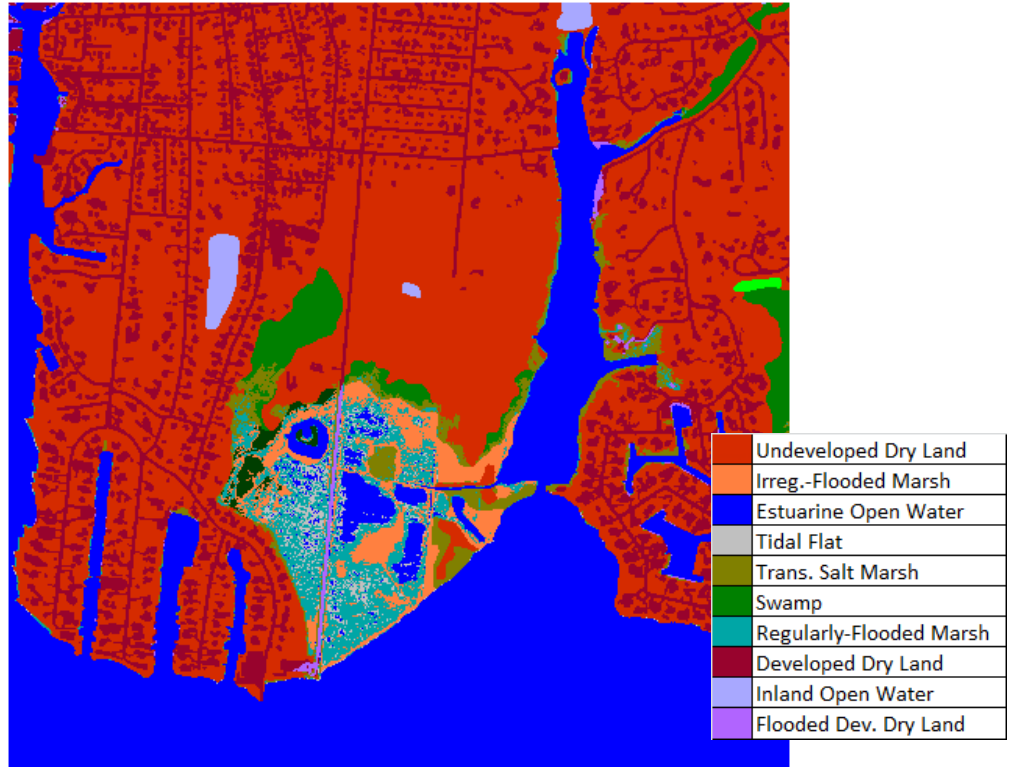 Undeveloped Dry Land
Irreg.-Flooded Marsh
Estuarine Open Water
Tidal Flat
Trans. Salt Marsh
Swamp
Regularly-Flooded Marsh
Developed Dry Land
Inland Open Water
Flooded Dev. Dry Land